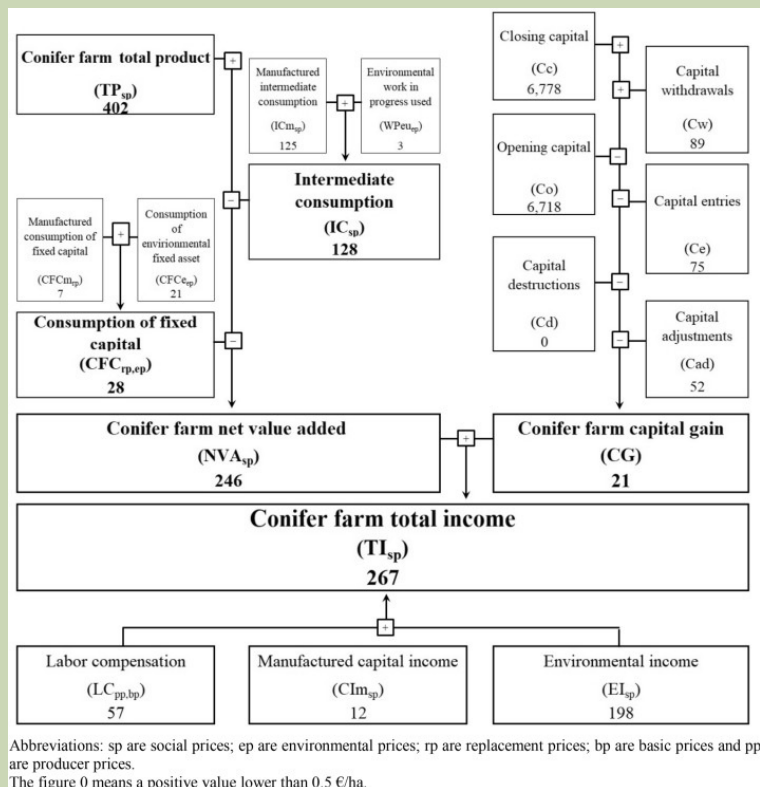 Conifer farm total product
(TPsp)
402
+
Manufactured
intermediate
consumption
(ICmsp)
125
+
Environmental
work in
progress used
(WPeusp)
3
−
Intermediate
consumption
(ICsp)
128
Manufactured
consumption of
fixed capital
(CFCmrp)
7
+
Consumption
of
envirionmental
fixed asset
(CFCeep)
21
Consumption of fixed
capital
(CFCrp,ep)
28
−
Closing capital
(Cc)
6,778
+
Capital
withdrawals
(Cw)
89
+
Opening capital
(Co)
6,718
−
Capital entries
(Ce)
75
−
Capital
destructions
(Cd)
0
−
Capital
adjustments
(Cad)
52
−
Conifer farm net value added
(NVAsp)
246
+
Conifer farm capital gain
(CG)
21
Conifer farm total income
(TIsp)
267
+
Labor compensation
(LCpp,bp)
57
Manufactured capital income
(CImsp)
12
Environmental income
(EIsp)
198
Abbreviations: sp are social prices; ep are environmental prices; rp are replacement prices; bp are basic prices and pp
are producer prices.
The figure 0 means a positive value lower than 0.5 €/ha.